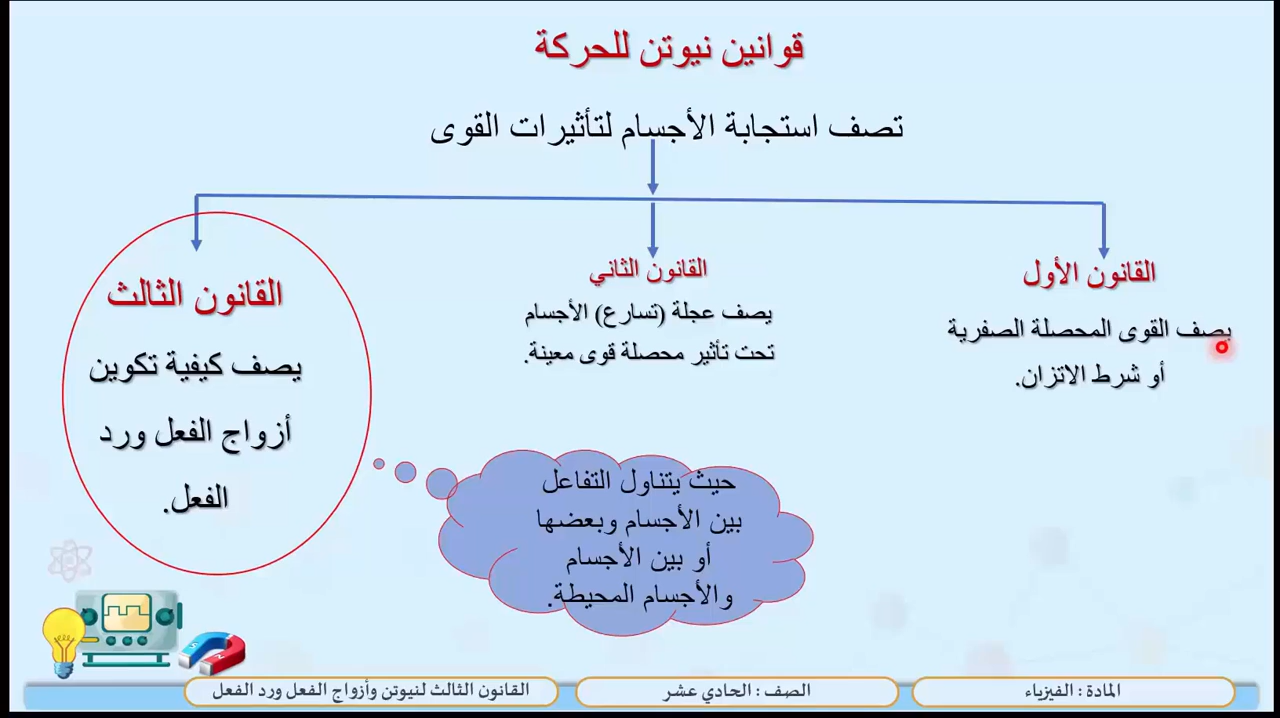 قوانين نيوتن للحركة
تصف استجابة الأجسام لتأثيرات القوى
القانون الأول
يصف القوى المحصلة الصفرية
أو شرط الاتزان.
القانون الثاني
يصف عجلة (تسارع) الأجسام
تحت تأثير محصلة قوى معينة.
القانون الثالث
يصف كيفية تكوين
أزواج الفعل ورد
الفعل.
حيث يتناول التفاعل
بين الأجسام وبعضها
أو بين الأجسام
والأجسام المحيطة.
المادة : الفيزياء
الصف : الحادي عشر
القانون الثالث لنيوتن وأزواج الفعل ورد الفعل